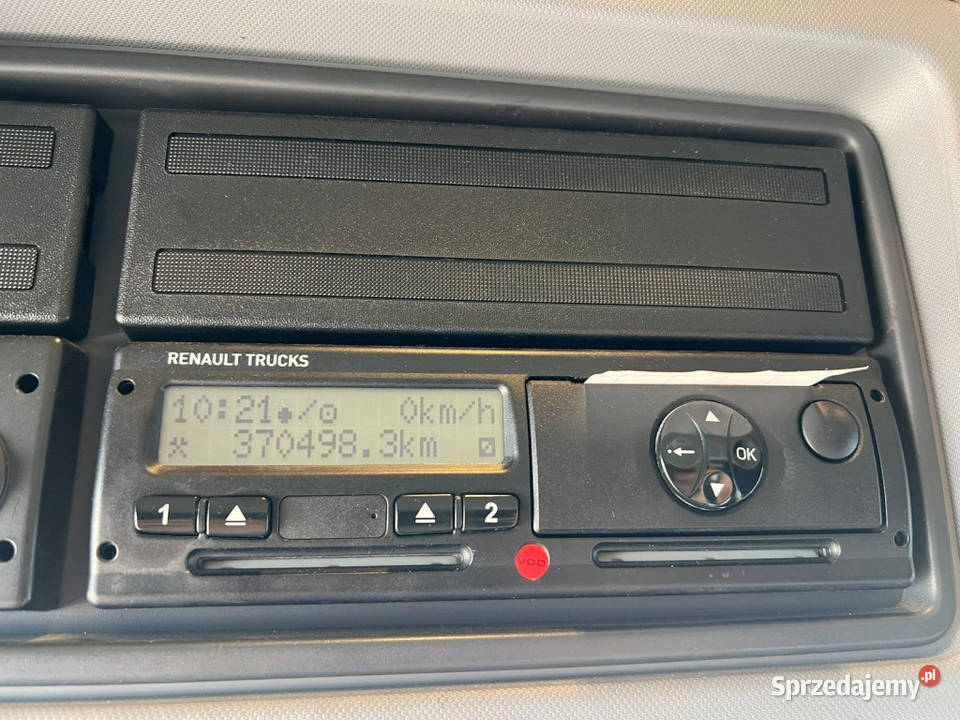 RENAULT TRUCKS
10:21 0km/h
370498.3km
1 2
OK
VDO
Sprzedajemy.pl